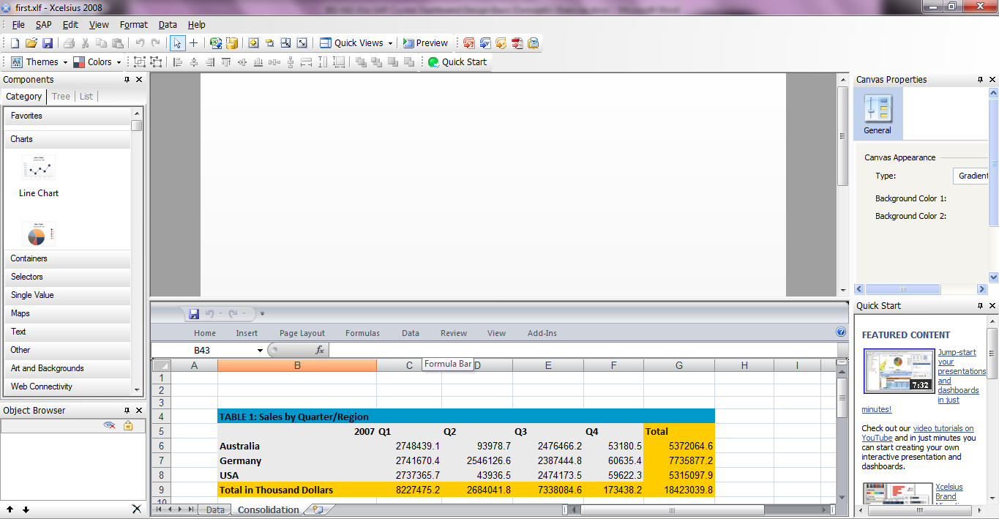 first.xlf - Xcelsius 2008
File SAP Edit View Format Data Help
Quick Views Preview
Themes Colors Quick Start
Components
Category Tree List
Favorites
Charts
Line Chart
Containers
Selectors
Single Value
Maps
Text
Other
Art and Backgrounds
Web Connectivity
Object Browser
Home Insert Page Layout Formulas Data Review View Add-Ins
B43 fx
Formula Bar
A B C D E F G H I
1
2
3
4 TABLE 1: Sales by Quarter/Region
5 2007 Q1 Q2 Q3 Q4 Total
6 Australia 2748439.1 93978.7 2476466.2 53180.5 5372064.6
7 Germany 2741670.4 2546126.6 2387444.8 60635.4 7735877.2
8 USA 2737365.7 43936.5 2474173.5 59622.3 5315097.9
9 Total in Thousand Dollars 8227475.2 2684041.8 7338084.6 173438.2 18423039.8
10
Data Consolidation
Canvas Properties
General
Canvas Appearance
Type: Gradient
Background Color 1:
Background Color 2:
Quick Start
FEATURED CONTENT
7:32
Jump-start
your
presentations
and
dashboards
in just
minutes!
Check out our video tutorials on
YouTube and in just minutes you
can start creating your own
interactive presentation and
dashboards.
Xcelsius
Brand